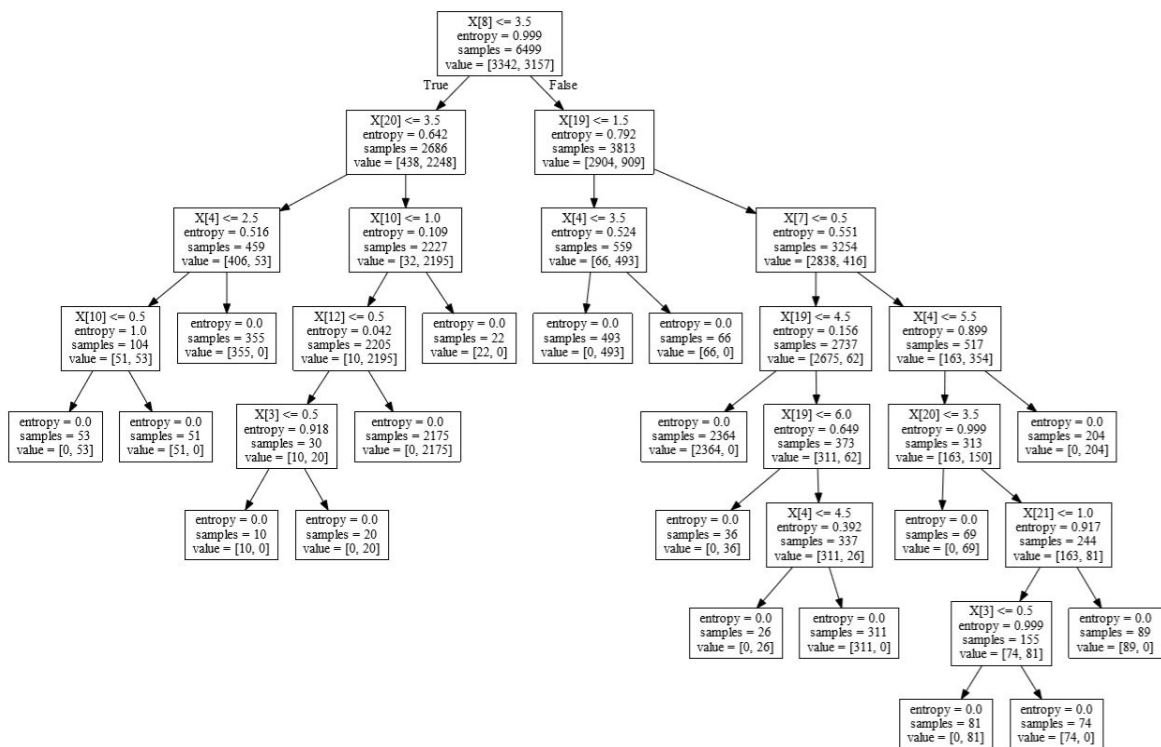 X[8] <= 3.5
entropy = 0.999
samples = 6499
value = [3342, 3157]
True
False
X[20] <= 3.5
entropy = 0.642
samples = 2686
value = [438, 2248]
X[19] <= 1.5
entropy = 0.792
samples = 3813
value = [2904, 909]
X[4] <= 2.5
entropy = 0.516
samples = 459
value = [406, 53]
X[10] <= 1.0
entropy = 0.109
samples = 2227
value = [32, 2195]
X[4] <= 3.5
entropy = 0.524
samples = 559
value = [66, 493]
X[7] <= 0.5
entropy = 0.551
samples = 3254
value = [2838, 416]
X[10] <= 0.5
entropy = 1.0
samples = 104
value = [51, 53]
entropy = 0.0
samples = 355
value = [355, 0]
X[12] <= 0.5
entropy = 0.042
samples = 2205
value = [10, 2195]
entropy = 0.0
samples = 22
value = [22, 0]
entropy = 0.0
samples = 493
value = [0, 493]
entropy = 0.0
samples = 66
value = [66, 0]
X[19] <= 4.5
entropy = 0.156
samples = 2737
value = [2675, 62]
X[4] <= 5.5
entropy = 0.899
samples = 517
value = [163, 354]
entropy = 0.0
samples = 53
value = [0, 53]
entropy = 0.0
samples = 51
value = [51, 0]
X[3] <= 0.5
entropy = 0.918
samples = 30
value = [10, 20]
entropy = 0.0
samples = 2175
value = [0, 2175]
entropy = 0.0
samples = 2364
value = [2364, 0]
X[19] <= 6.0
entropy = 0.649
samples = 373
value = [311, 62]
X[20] <= 3.5
entropy = 0.999
samples = 313
value = [163, 150]
entropy = 0.0
samples = 204
value = [0, 204]
entropy = 0.0
samples = 10
value = [10, 0]
entropy = 0.0
samples = 20
value = [0, 20]
entropy = 0.0
samples = 36
value = [0, 36]
X[4] <= 4.5
entropy = 0.392
samples = 337
value = [311, 26]
entropy = 0.0
samples = 69
value = [0, 69]
X[21] <= 1.0
entropy = 0.917
samples = 244
value = [163, 81]
entropy = 0.0
samples = 26
value = [0, 26]
entropy = 0.0
samples = 311
value = [311, 0]
X[3] <= 0.5
entropy = 0.999
samples = 155
value = [74, 81]
entropy = 0.0
samples = 89
value = [89, 0]
entropy = 0.0
samples = 81
value = [0, 81]
entropy = 0.0
samples = 74
value = [74, 0]